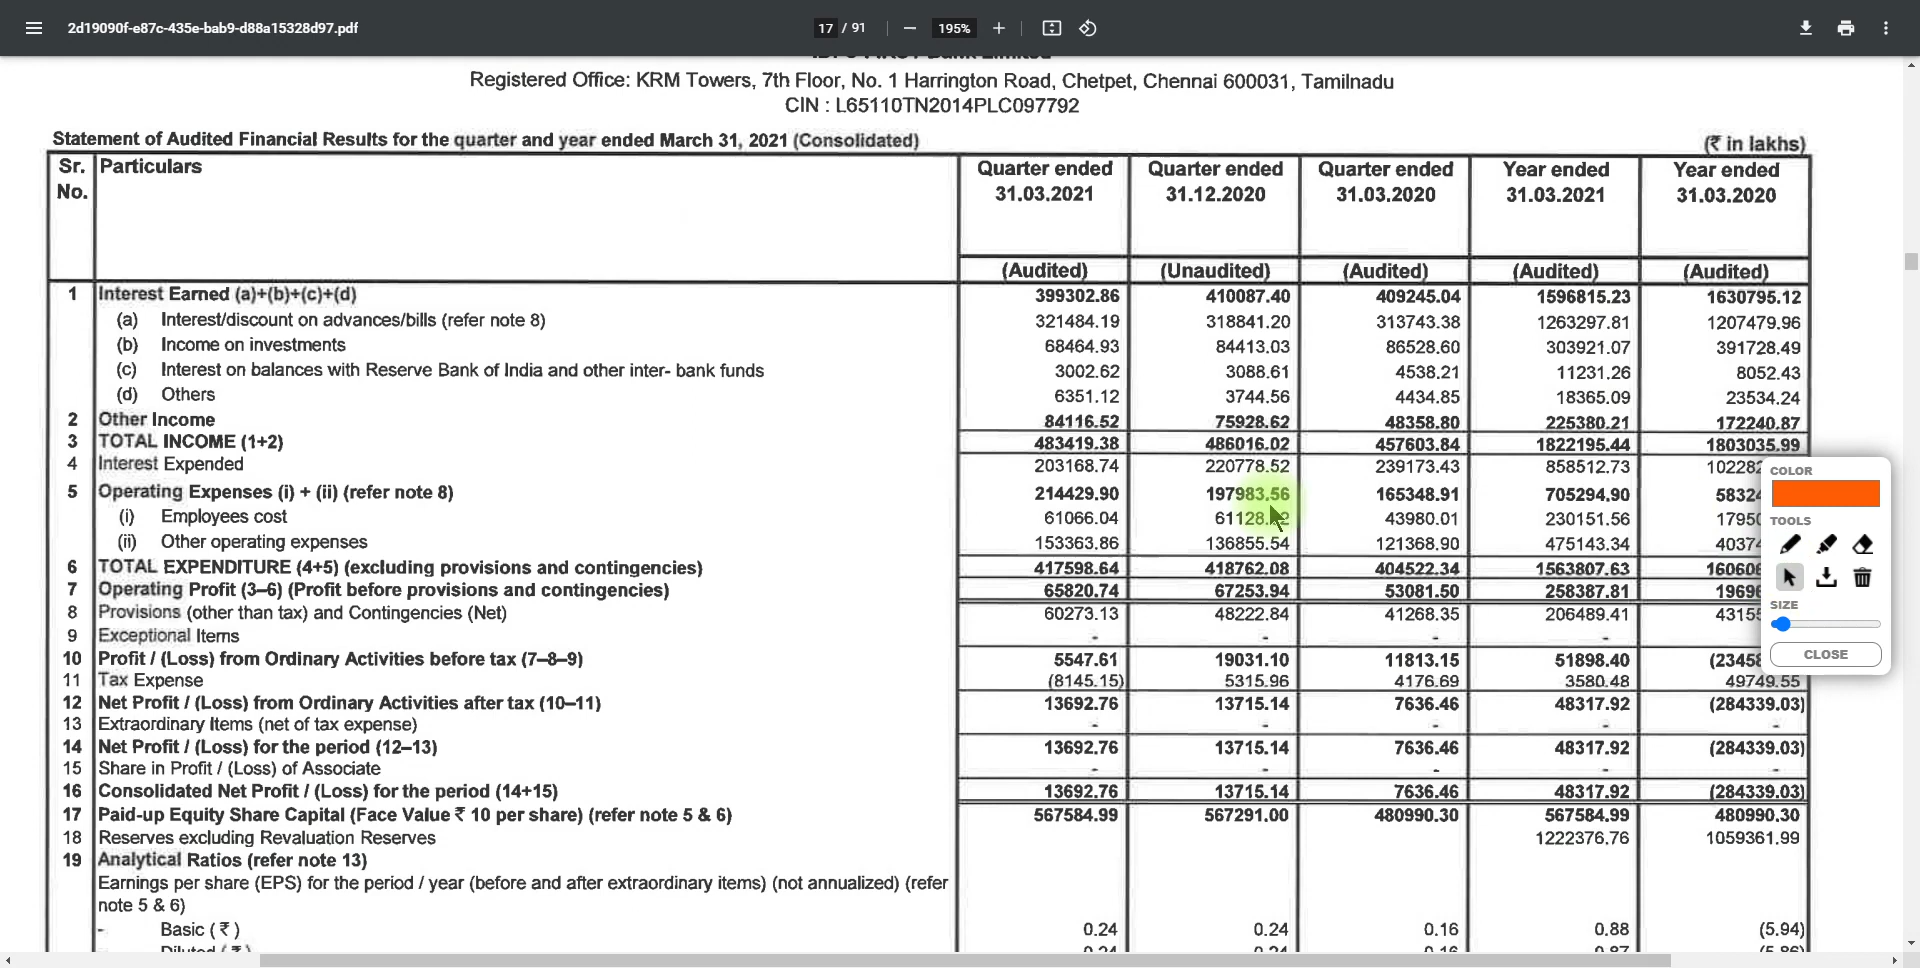 2d19090f-e87c-435e-bab9-d88a15328d97.pdf 17 / 91 195%
Registered Office: KRM Towers, 7th Floor, No. 1 Harrington Road, Chetpet, Chennai 600031, Tamilnadu
CIN : L65110TN2014PLC097792
Statement of Audited Financial Results for the quarter and year ended March 31, 2021 (Consolidated) (₹ in lakhs)
Sr. Particulars Quarter ended Quarter ended Quarter ended Year ended Year ended
No. 31.03.2021 31.12.2020 31.03.2020 31.03.2021 31.03.2020
(Audited) (Unaudited) (Audited) (Audited) (Audited)
1 Interest Earned (a)+(b)+(c)+(d) 399302.86 410087.40 409245.04 1596815.23 1630795.12
(a) Interest/discount on advances/bills (refer note 8) 321484.19 318841.20 313743.38 1263297.81 1207479.96
(b) Income on investments 68464.93 84413.03 86528.60 303921.07 391728.49
(c) Interest on balances with Reserve Bank of India and other inter- bank funds 3002.62 3088.61 4538.21 11231.26 8052.43
(d) Others 6351.12 3744.56 4434.85 18365.09 23534.24
2 Other Income 84116.52 75928.62 48358.80 225380.21 172240.87
3 TOTAL INCOME (1+2) 483419.38 486016.02 457603.84 1822195.44 1803035.99
4 Interest Expended 203168.74 220778.52 239173.43 858512.73
5 Operating Expenses (i) + (ii) (refer note 8) 214429.90 197983.56 165348.91 705294.90
(i) Employees cost 61066.04 43980.01 230151.56
(ii) Other operating expenses 153363.86 136855.54 121368.90 475143.34
6 TOTAL EXPENDITURE (4+5) (excluding provisions and contingencies) 417598.64 418762.08 404522.34 1563807.63
7 Operating Profit (3–6) (Profit before provisions and contingencies) 65820.74 67253.94 53081.50 258387.81
8 Provisions (other than tax) and Contingencies (Net) 60273.13 48222.84 41268.35 206489.41
9 Exceptional Items - - - -
10 Profit / (Loss) from Ordinary Activities before tax (7–8–9) 5547.61 19031.10 11813.15 51898.40
11 Tax Expense (8145.15) 5315.96 4176.69 3580.48 49749.55
12 Net Profit / (Loss) from Ordinary Activities after tax (10–11) 13692.76 13715.14 7636.46 48317.92 (284339.03)
13 Extraordinary Items (net of tax expense) - - - - -
14 Net Profit / (Loss) for the period (12–13) 13692.76 13715.14 7636.46 48317.92 (284339.03)
15 Share in Profit / (Loss) of Associate - - - - -
16 Consolidated Net Profit / (Loss) for the period (14+15) 13692.76 13715.14 7636.46 48317.92 (284339.03)
17 Paid-up Equity Share Capital (Face Value ₹ 10 per share) (refer note 5 & 6) 567584.99 567291.00 480990.30 567584.99 480990.30
18 Reserves excluding Revaluation Reserves 1222376.76 1059361.99
19 Analytical Ratios (refer note 13)
Earnings per share (EPS) for the period / year (before and after extraordinary items) (not annualized) (refer
note 5 & 6)
- Basic (₹) 0.24 0.24 0.16 0.88 (5.94)
COLOR
TOOLS
SIZE
CLOSE